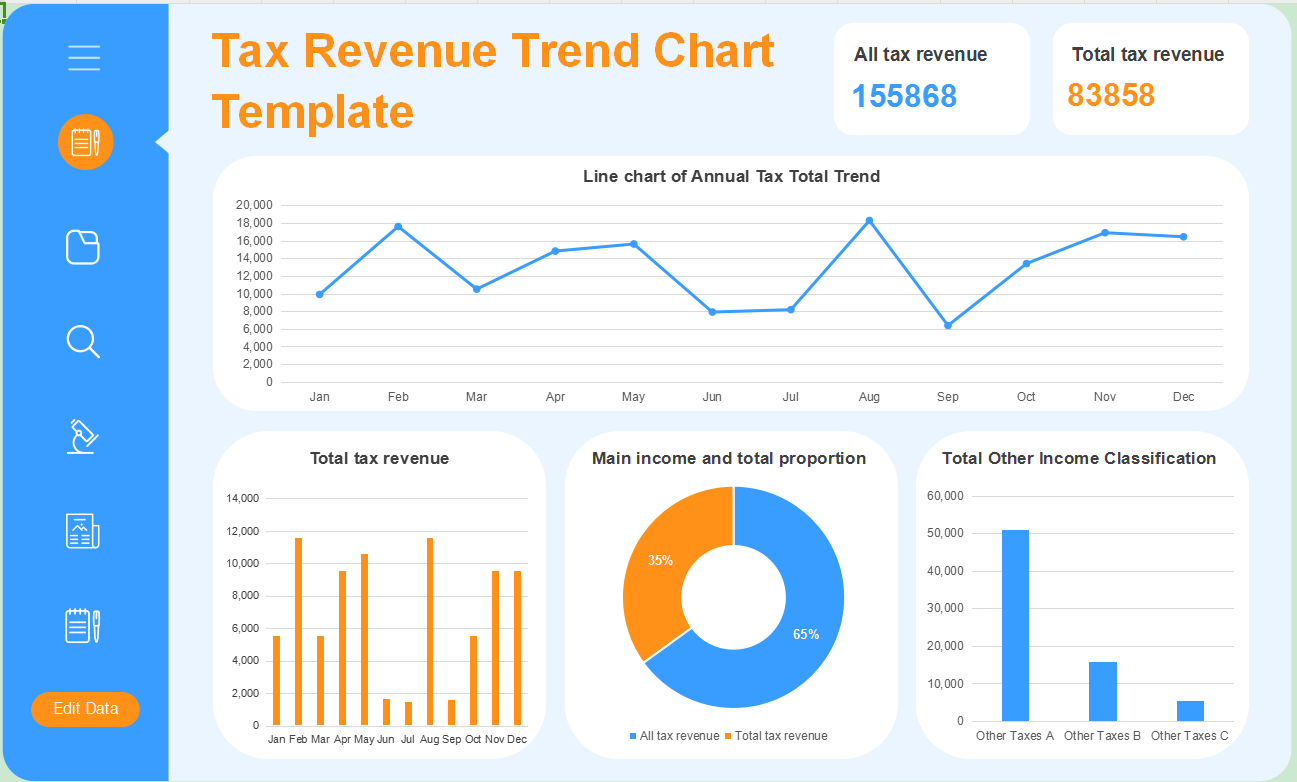 Tax Revenue Trend Chart
Template
All tax revenue
155868
Total tax revenue
83858
Line chart of Annual Tax Total Trend
20,000
18,000
16,000
14,000
12,000
10,000
8,000
6,000
4,000
2,000
0
Jan Feb Mar Apr May Jun Jul Aug Sep Oct Nov Dec
Total tax revenue
14,000
12,000
10,000
8,000
6,000
4,000
2,000
0
Jan Feb Mar Apr May Jun Jul Aug Sep Oct Nov Dec
Main income and total proportion
35%
65%
All tax revenue Total tax revenue
Total Other Income Classification
60,000
50,000
40,000
30,000
20,000
10,000
0
Other Taxes A Other Taxes B Other Taxes C
Edit Data